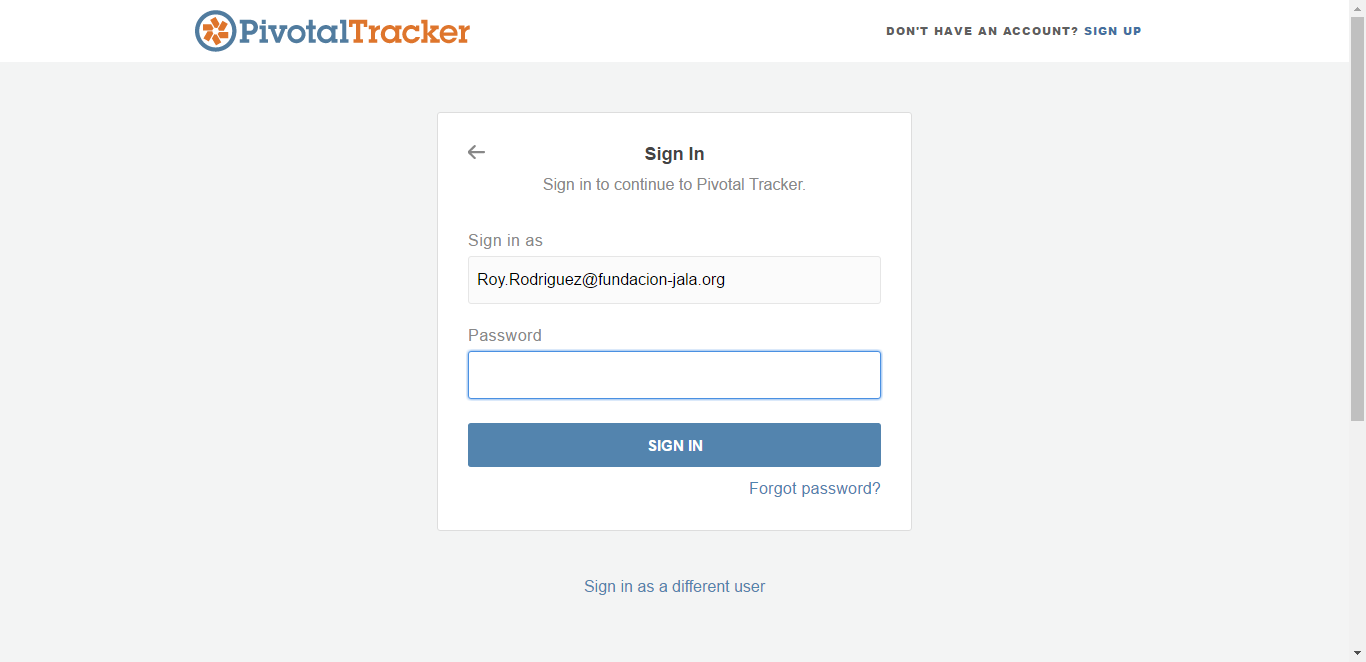 PivotalTracker
DON'T HAVE AN ACCOUNT? SIGN UP
Sign In
Sign in to continue to Pivotal Tracker.
Sign in as
Roy.Rodriguez@fundacion-jala.org
Password
SIGN IN
Forgot password?
Sign in as a different user